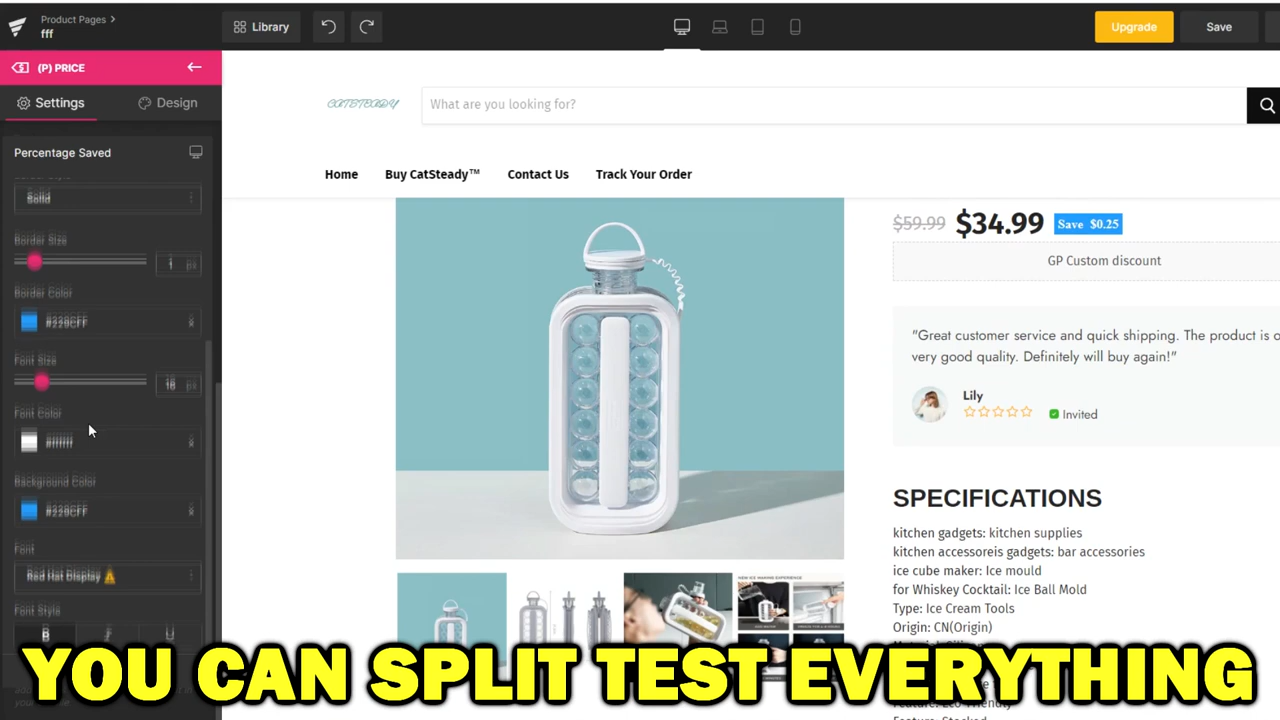 Product Pages >
fff
Library
Upgrade
Save
(P) PRICE
Settings
Design
Percentage Saved
Border Style
Solid
Border Size
1 px
Border Color
#229CFF
Font Size
16 px
Font Color
#ffffff
Background Color
#229CFF
Font
Red Hat Display
Font Style
B
U
CATSTEADY
What are you looking for?
Home
Buy CatSteady™
Contact Us
Track Your Order
$59.99 $34.99 Save $0.25
GP Custom discount
"Great customer service and quick shipping. The product is o
very good quality. Definitely will buy again!"
Lily
Invited
SPECIFICATIONS
kitchen gadgets: kitchen supplies
kitchen accessoreis gadgets: bar accessories
ice cube maker: Ice mould
for Whiskey Cocktail: Ice Ball Mold
Type: Ice Cream Tools
Origin: CN(Origin)
YOU CAN SPLIT TEST EVERYTHING